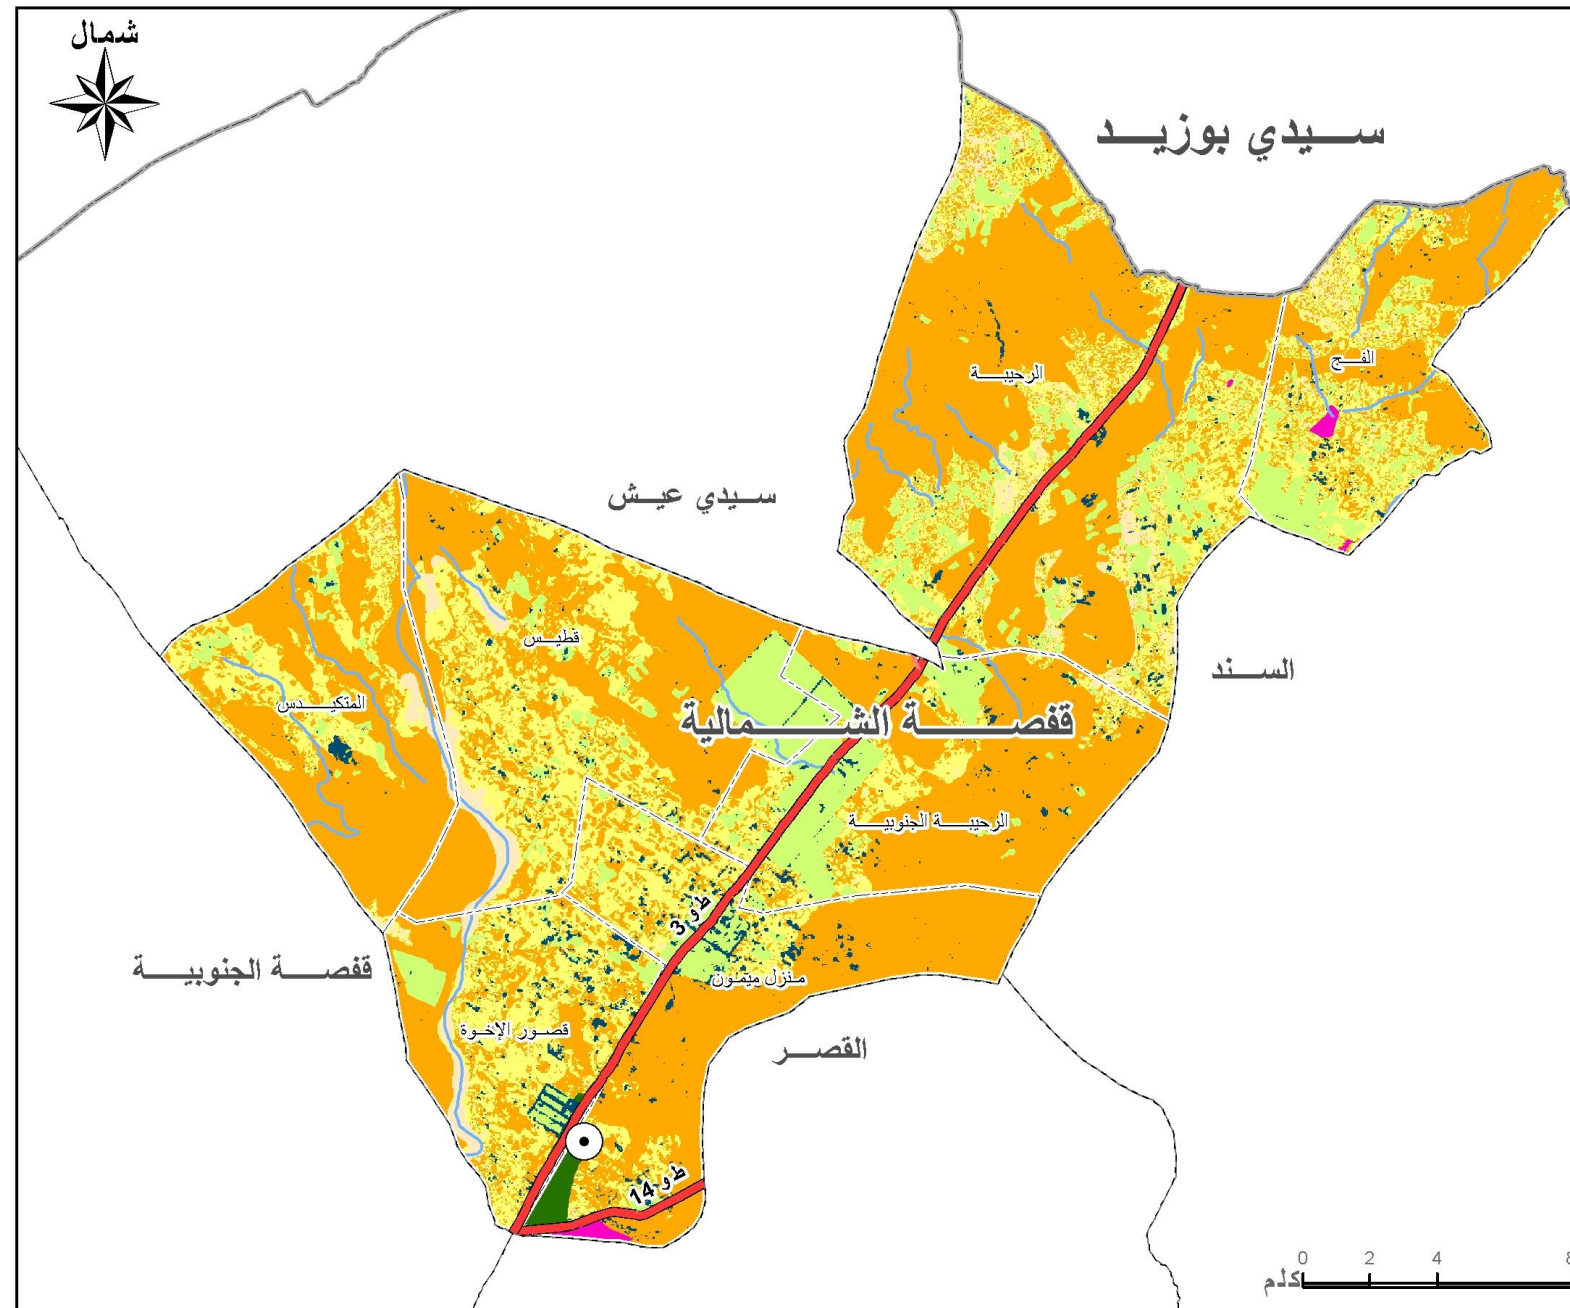 شمال
سيدي بوزيد
الفج
الرحيبة
سيدي عيش
قطيس
السند
المتكيدس
قفصة الشمالية
الرحيبة الجنوبية
ط و 3
قفصة الجنوبية
منزل ميمون
قصور الإخوة
القصر
ط و 14
0 2 4 8
كلم